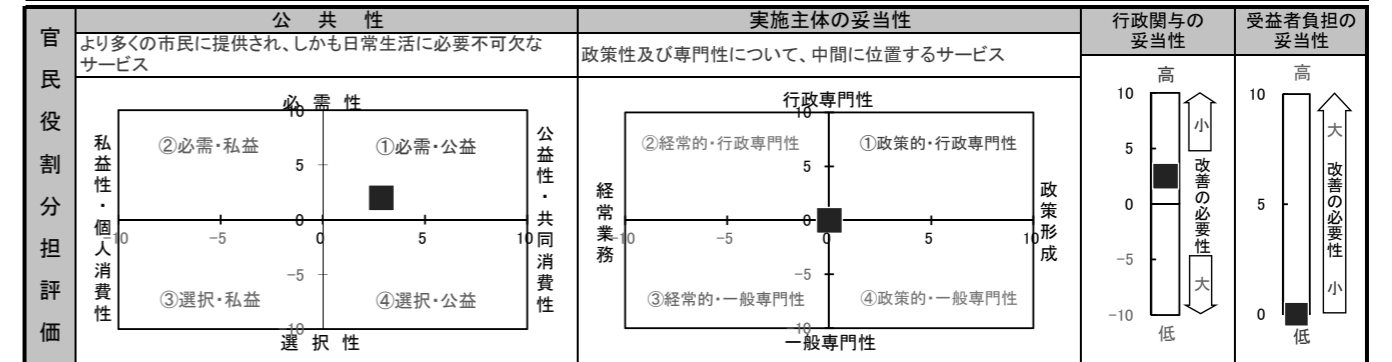 官民役割分担評価
公 共 性
より多くの市民に提供され、しかも日常生活に必要不可欠な
サービス
必 需 性
私益性・個人消費性
公益性・共同消費性
②必需・私益
①必需・公益
③選択・私益
④選択・公益
10
5
0
-5
-10
-10
-5
0
5
10
選 択 性
実施主体の妥当性
政策性及び専門性について、中間に位置するサービス
行政専門性
経常業務
政策形成
②経常的・行政専門性
①政策的・行政専門性
③経常的・一般専門性
④政策的・一般専門性
10
5
0
-5
-10
-10
-5
0
5
10
一般専門性
行政関与の
妥当性
高
10
5
0
-5
-10
低
小
改善の必要性
大
受益者負担の
妥当性
高
10
5
0
低
大
改善の必要性
小